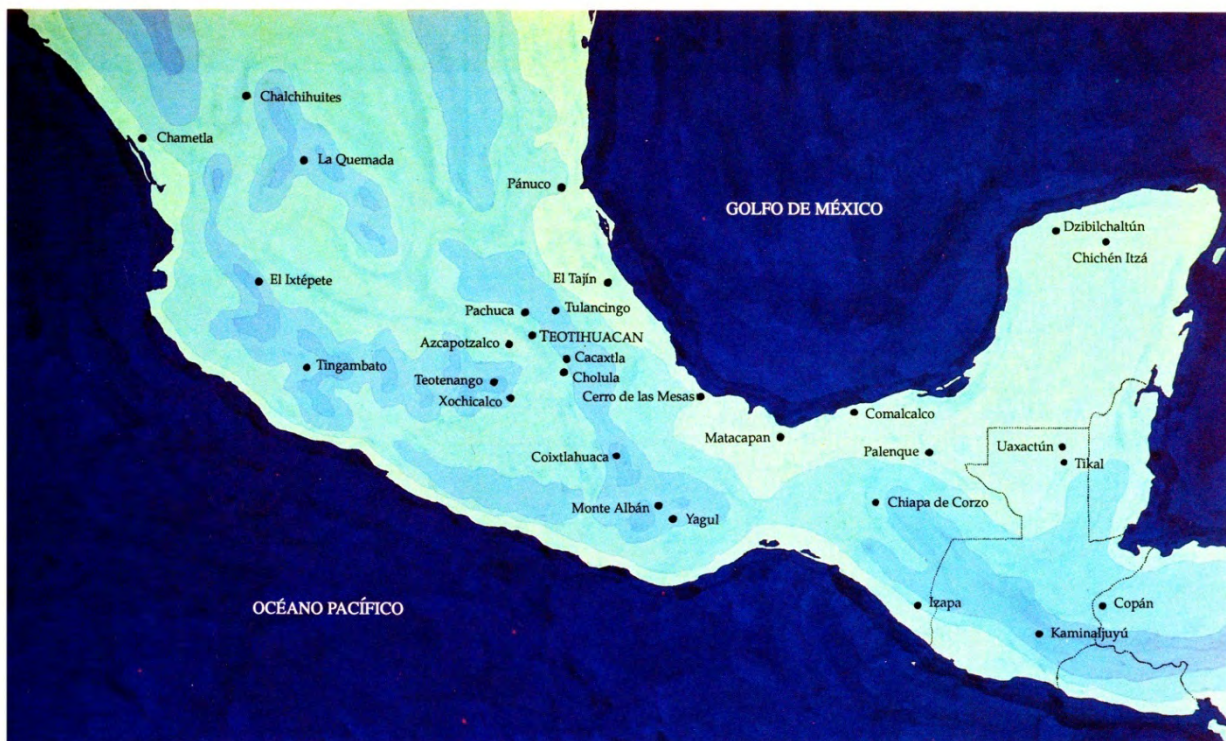 Chalchihuites
Chametla
La Quemada
Pánuco
GOLFO DE MÉXICO
Dzibilchaltún
Chichén Itzá
El Ixtépete
El Tajín
Pachuca
Tulancingo
TEOTIHUACAN
Azcapotzalco
Cacaxtla
Tingambato
Cholula
Teotenango
Xochicalco
Cerro de las Mesas
Comalcalco
Matacapan
Uaxactún
Palenque
Coixtlahuaca
Tikal
Chiapa de Corzo
Monte Albán
Yagul
OCÉANO PACÍFICO
Izapa
Copán
Kaminaljuyú